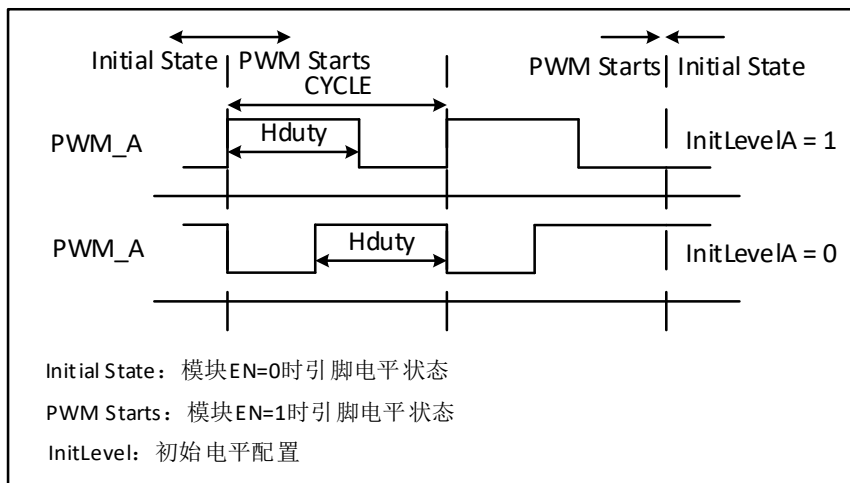 Initial State PWM Starts PWM Starts Initial State
CYCLE
PWM_A Hduty InitLevelA = 1
PWM_A Hduty InitLevelA = 0
Initial State：模块EN=0时引脚电平状态
PWM Starts：模块EN=1时引脚电平状态
InitLevel：初始电平配置